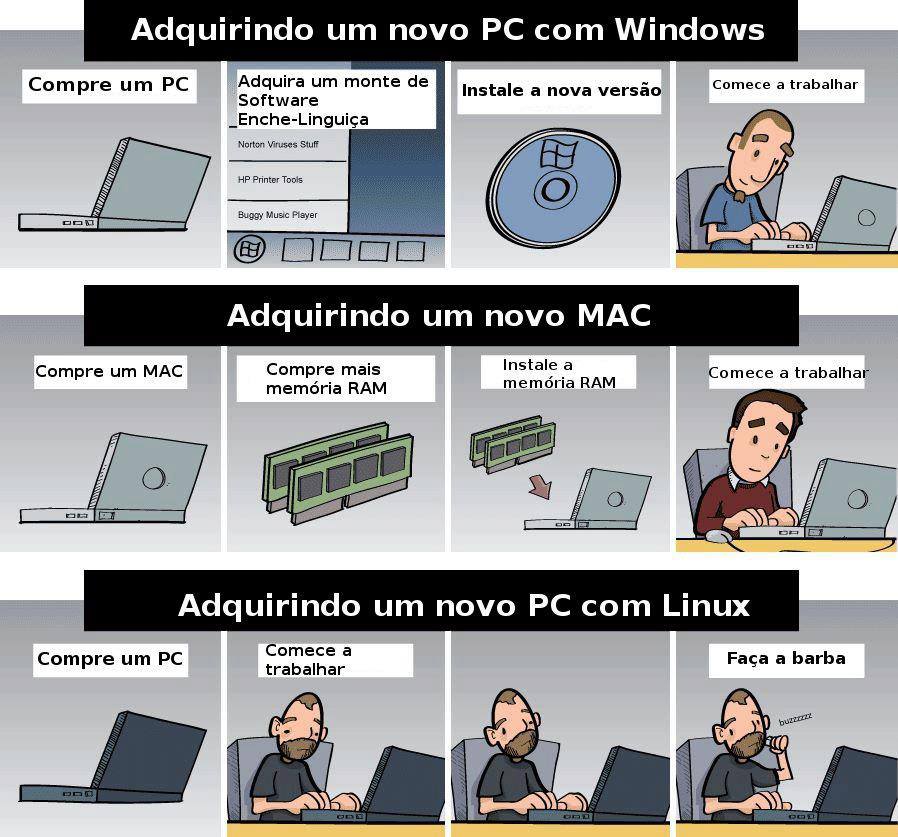 Adquirindo um novo PC com Windows
Compre um PC
Adquira um monte de
Software
Enche-Linguiça
Norton Viruses Stuff
HP Printer Tools
Buggy Music Player
Instale a nova versão
Comece a trabalhar
Adquirindo um novo MAC
Compre um MAC
Compre mais
memória RAM
Instale a
memória RAM
Comece a trabalhar
Adquirindo um novo PC com Linux
Compre um PC
Comece a
trabalhar
Faça a barba
buzzzzzz